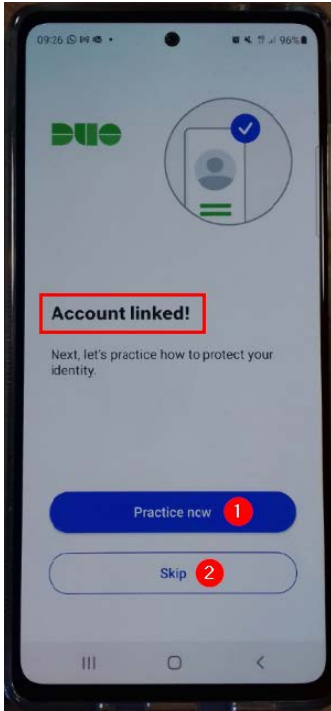 09:26
96%
DUO
Account linked!
Next, let's practice how to protect your
identity.
Practice now 1
Skip 2